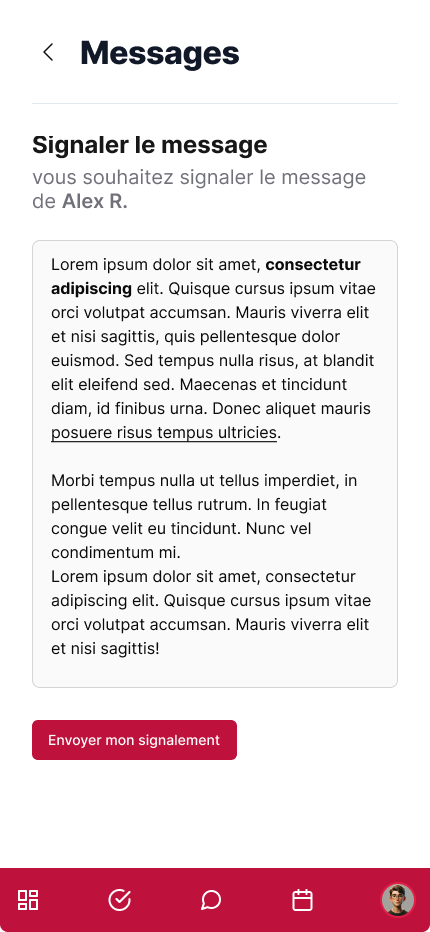 Messages
Signaler le message
vous souhaitez signaler le message
de Alex R.
Lorem ipsum dolor sit amet, consectetur
adipiscing elit. Quisque cursus ipsum vitae
orci volutpat accumsan. Mauris viverra elit
et nisi sagittis, quis pellentesque dolor
euismod. Sed tempus nulla risus, at blandit
elit eleifend sed. Maecenas et tincidunt
diam, id finibus urna. Donec aliquet mauris
posuere risus tempus ultricies.
Morbi tempus nulla ut tellus imperdiet, in
pellentesque tellus rutrum. In feugiat
congue velit eu tincidunt. Nunc vel
condimentum mi.
Lorem ipsum dolor sit amet, consectetur
adipiscing elit. Quisque cursus ipsum vitae
orci volutpat accumsan. Mauris viverra elit
et nisi sagittis!
Envoyer mon signalement